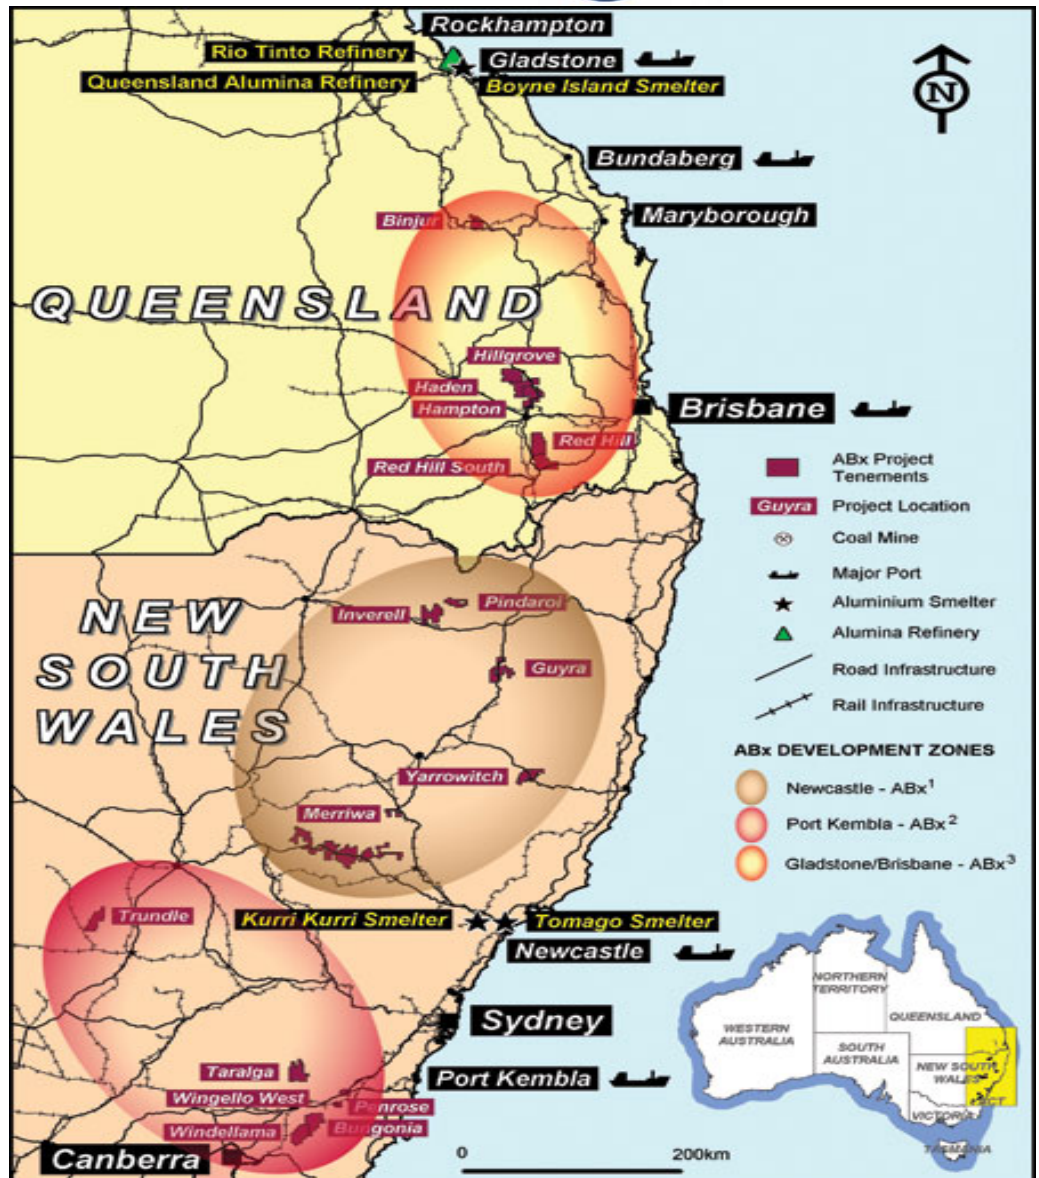 Rockhampton
Rio Tinto Refinery
Gladstone
Queensland Alumina Refinery
Boyne Island Smelter
N
Bundaberg
Maryborough
Binjur
QUEENSLAND
Hillgrove
Haden
Hampton
Brisbane
Red Hill
Red Hill South
ABx Project
Tenements
Guyra Project Location
Coal Mine
Major Port
Aluminium Smelter
Alumina Refinery
Road Infrastructure
Rail Infrastructure
NEW
SOUTH
WALES
Pindaroi
Inverell
Guyra
Yarrowitch
Merriwa
ABx DEVELOPMENT ZONES
Newcastle - ABx¹
Port Kembla - ABx²
Gladstone/Brisbane - ABx³
Trundle
Kurri Kurri Smelter
Tomago Smelter
Newcastle
Sydney
Port Kembla
Taralga
Wingello West
Penrose
Windellama
Bungonia
Canberra
0 200km
NORTHERN
TERRITORY
QUEENSLAND
WESTERN
AUSTRALIA
SOUTH
AUSTRALIA
NEW SOUTH
WALES
ACT
VICTORIA
TASMANIA